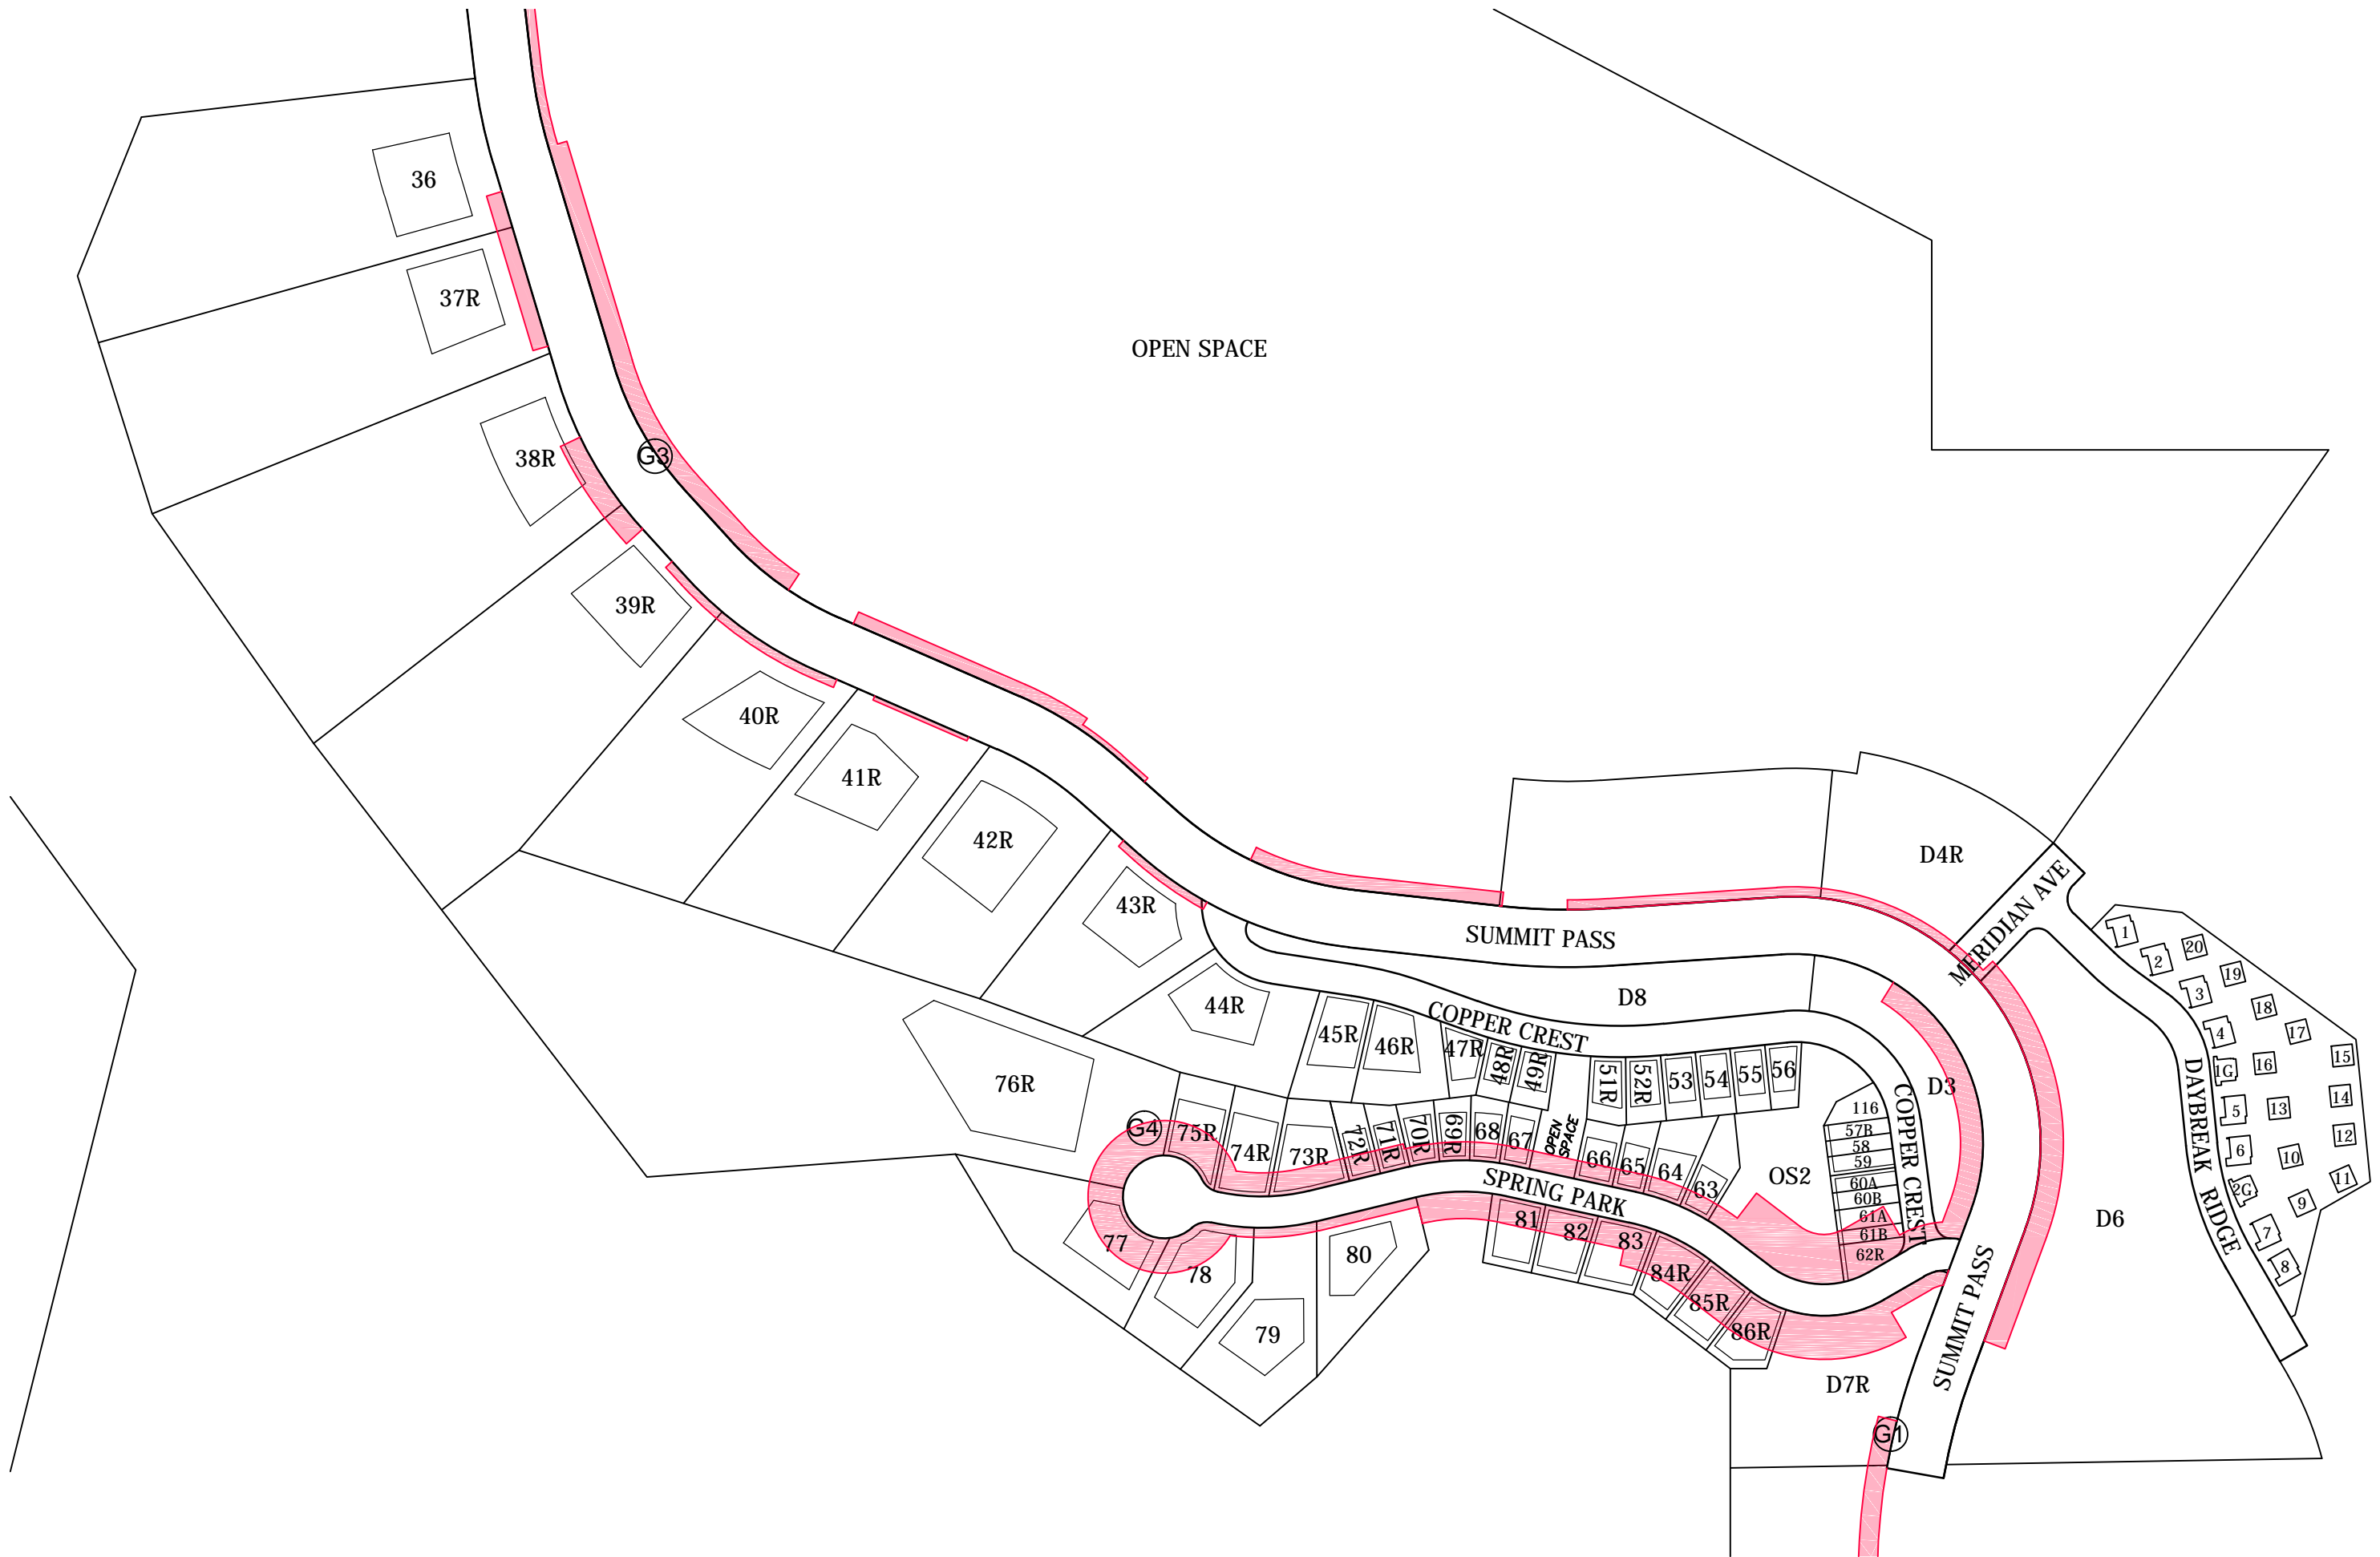 36
37R
OPEN SPACE
38R
G3
39R
40R
41R
42R
43R
44R
SUMMIT PASS
D8
D4R
MERIDIAN AVE
COPPER CREST
45R
46R
47R
48R
49R
51R
52R
53
54
55
56
D3
COPPER CREST
116
57B
58
59
60A
60B
61A
61B
62R
76R
G4
75R
74R
73R
72R
71R
70R
69R
68
67
OPEN
SPACE
66
65
64
63
OS2
SPRING PARK
77
78
79
80
81
82
83
84R
85R
86R
D7R
SUMMIT PASS
G1
D6
DAYBREAK RIDGE
1
2
20
19
3
18
4
17
1G
16
15
5
13
14
6
12
10
2G
11
9
7
8